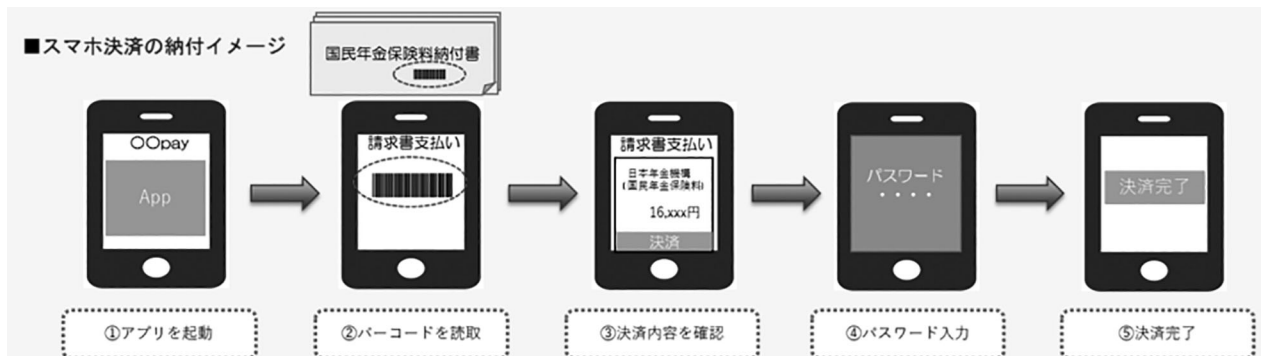 ■スマホ決済の納付イメージ
国民年金保険料納付書
○○pay
App
請求書支払い
請求書支払い
日本年金機構
(国民年金保険料)
16,xxx円
決済
パスワード
・・・・
決済完了
①アプリを起動
②バーコードを読取
③決済内容を確認
④パスワード入力
⑤決済完了